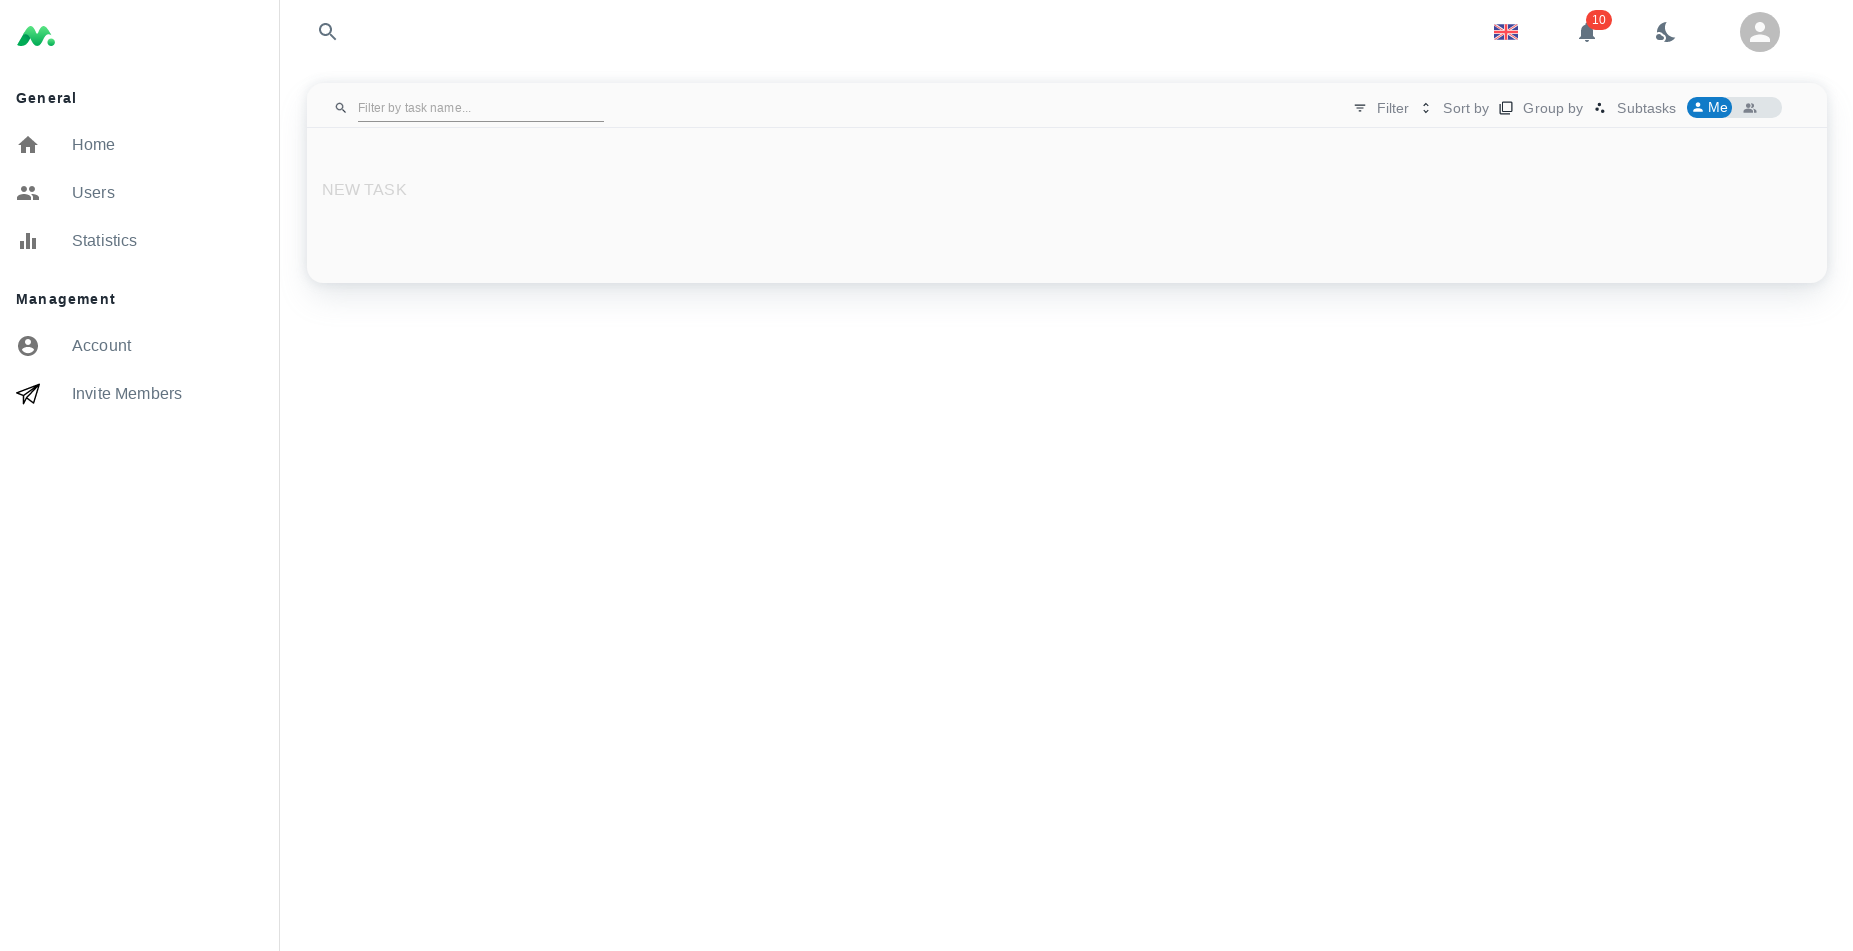 10
General
Home
Users
Statistics
Management
Account
Invite Members
Filter by task name...
Filter
Sort by
Group by
Subtasks
Me
NEW TASK